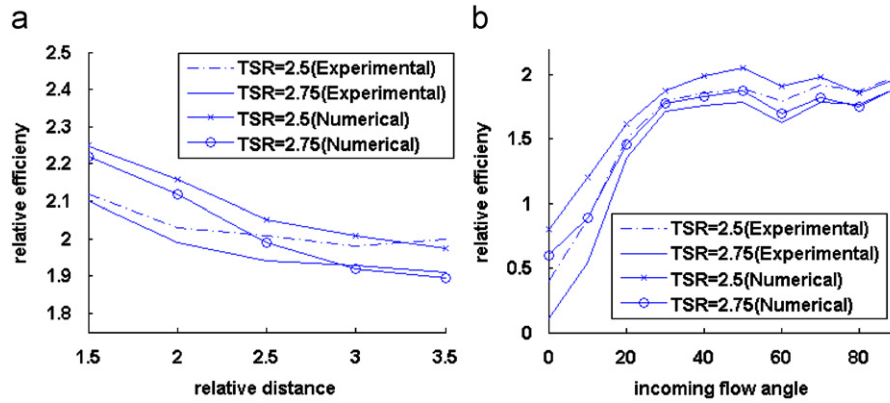 a
2.5
2.4
2.3
2.2
2.1
2
1.9
1.8
relative efficieny
TSR=2.5(Experimental)
TSR=2.75(Experimental)
TSR=2.5(Numerical)
TSR=2.75(Numerical)
1.5 2 2.5 3 3.5
relative distance
b
2
1.5
1
0.5
0
relative efficieny
TSR=2.5(Experimental)
TSR=2.75(Experimental)
TSR=2.5(Numerical)
TSR=2.75(Numerical)
0 20 40 60 80
incoming flow angle